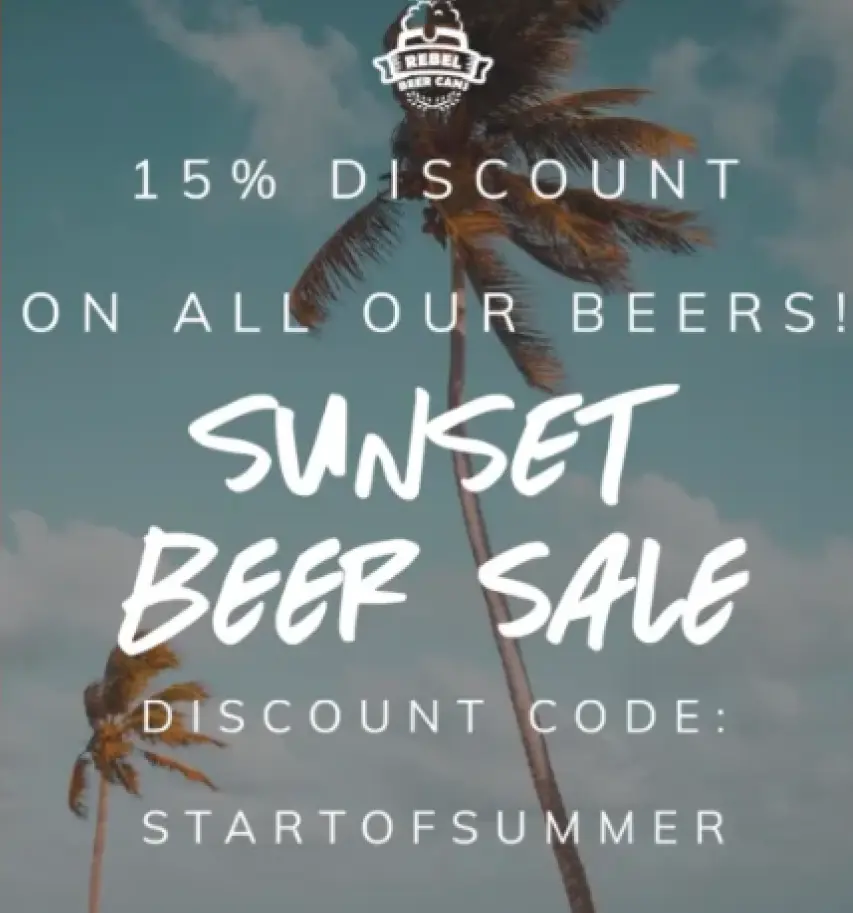 REBEL
BEER CANS
15% DISCOUNT
ON ALL OUR BEERS!
SUNSET
BEER SALE
DISCOUNT CODE:
STARTOFSUMMER